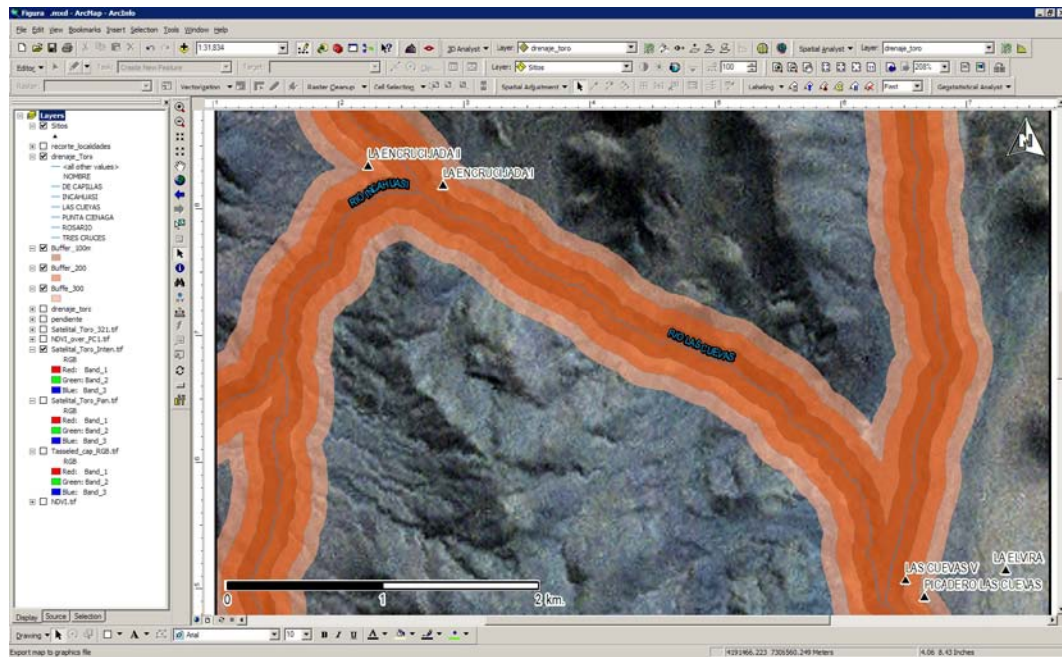 Figura .mxd - ArcMap - ArcInfo
File Edit View Bookmarks Insert Selection Tools Window Help
1:31,834 3D Analyst Layer: drenaje_toro Spatial Analyst Layer: drenaje_toro
Editor Task: Create New Feature Target: Layer: Sitios 100 208%
Raster: Vectorization Raster Cleanup Cell Selection Spatial Adjustment Labeling Fast Geostatistical Analyst
Layers
Sitios
recorte_localidades
drenaje_Toro
<all other values>
NOMBRE
DE CAPILLAS
INCAHUASI
LAS CUEVAS
PUNTA CIENAGA
ROSARIO
TRES CRUCES
Buffer_100m
Buffer_200
Buffe_300
drenaje_toro
pendiente
Satelital_Toro_321.tif
NDVI_over_PC1.tif
Satelital_Toro_Inten.tif
RGB
Red: Band_1
Green: Band_2
Blue: Band_3
Satelital_Toro_Pan.tif
RGB
Red: Band_1
Green: Band_2
Blue: Band_3
Tasseled_cap_RGB.tif
RGB
Red: Band_1
Green: Band_2
Blue: Band_3
NDVI.tif
Display Source Selection
N
LA ENCRUCIJADA II
LA ENCRUCIJADA I
RIO INCAHUASI
RIO LAS CUEVAS
LA ELVIRA
LAS CUEVAS V
PICADERO LAS CUEVAS
0 1 2 km.
Drawing Arial 10 B I U A
Export map to graphics file 4191466.223 7306560.249 Meters 4.06 8.43 Inches